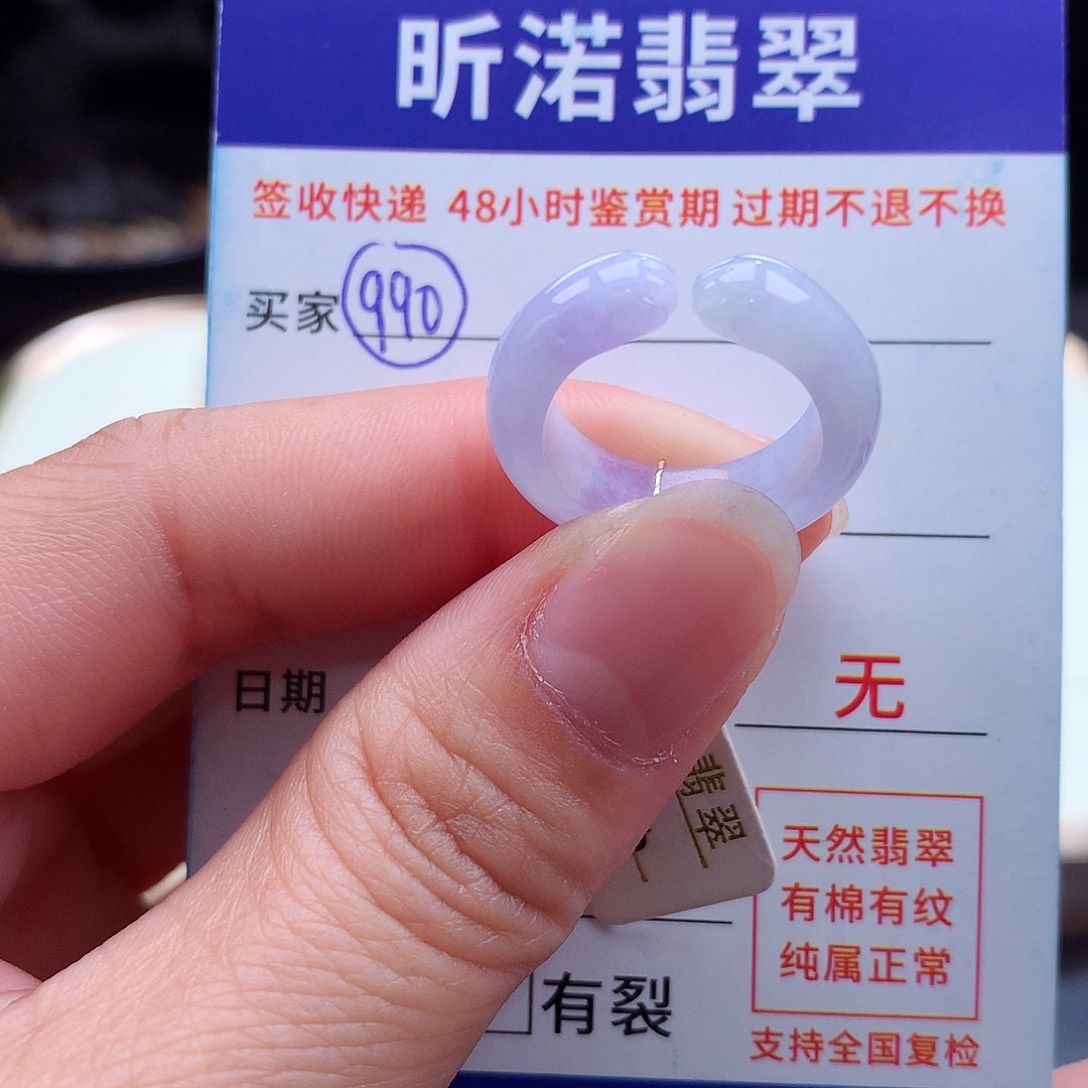 昕渃翡翠
签收快递 48小时鉴赏期 过期不退不换
买家 990
日期
无
翡翠
天然翡翠
有棉有纹
纯属正常
有裂
支持全国复检